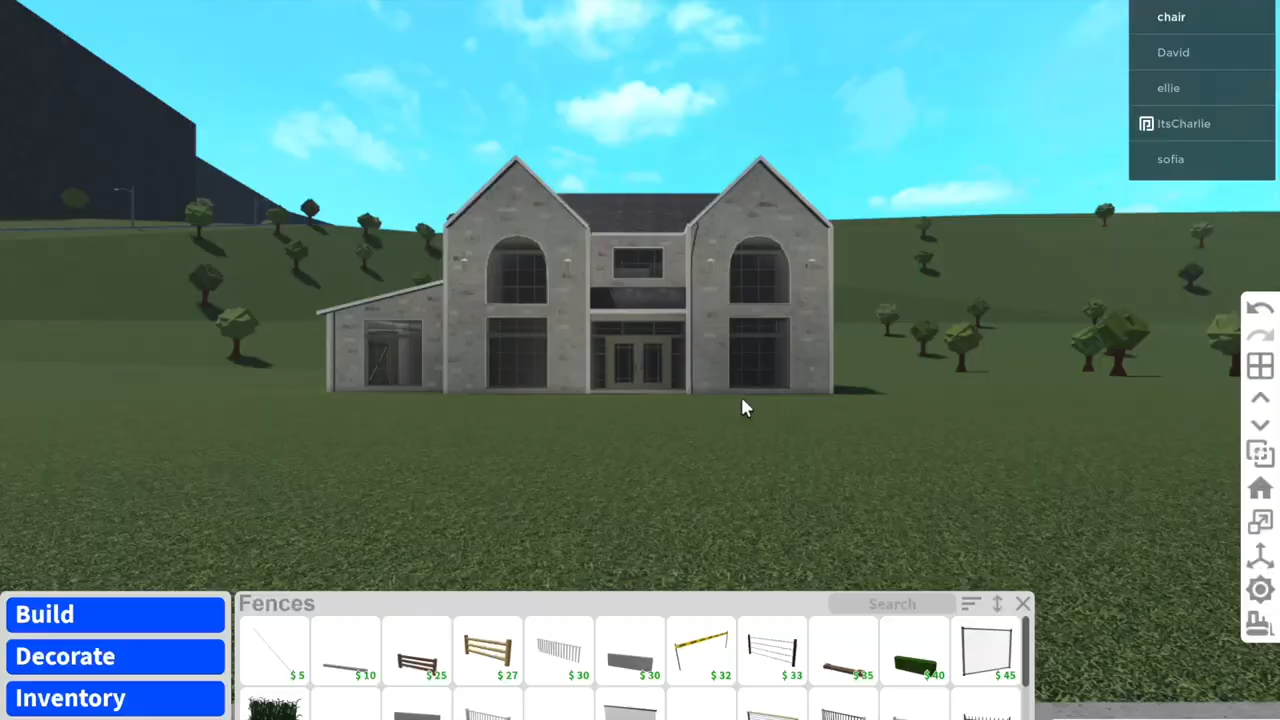 chair
David
ellie
ItsCharlie
sofia
Build
Decorate
Inventory
Fences
Search
$ 5
$ 10
$ 25
$ 27
$ 30
$ 30
$ 32
$ 33
$ 35
$ 40
$ 45